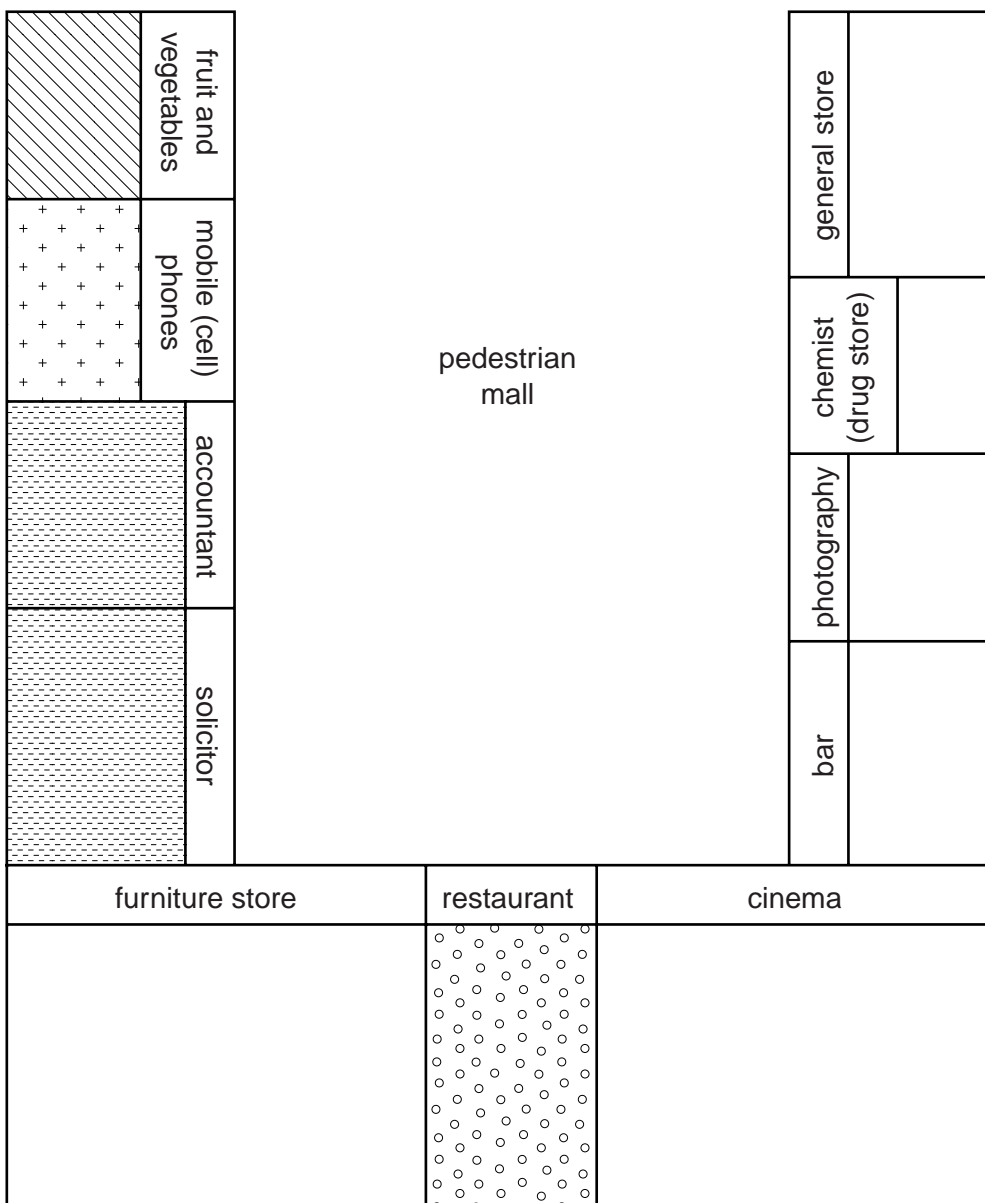 fruit and
vegetables
mobile (cell)
phones
accountant
solicitor
pedestrian
mall
general store
chemist
(drug store)
photography
bar
furniture store
restaurant
cinema